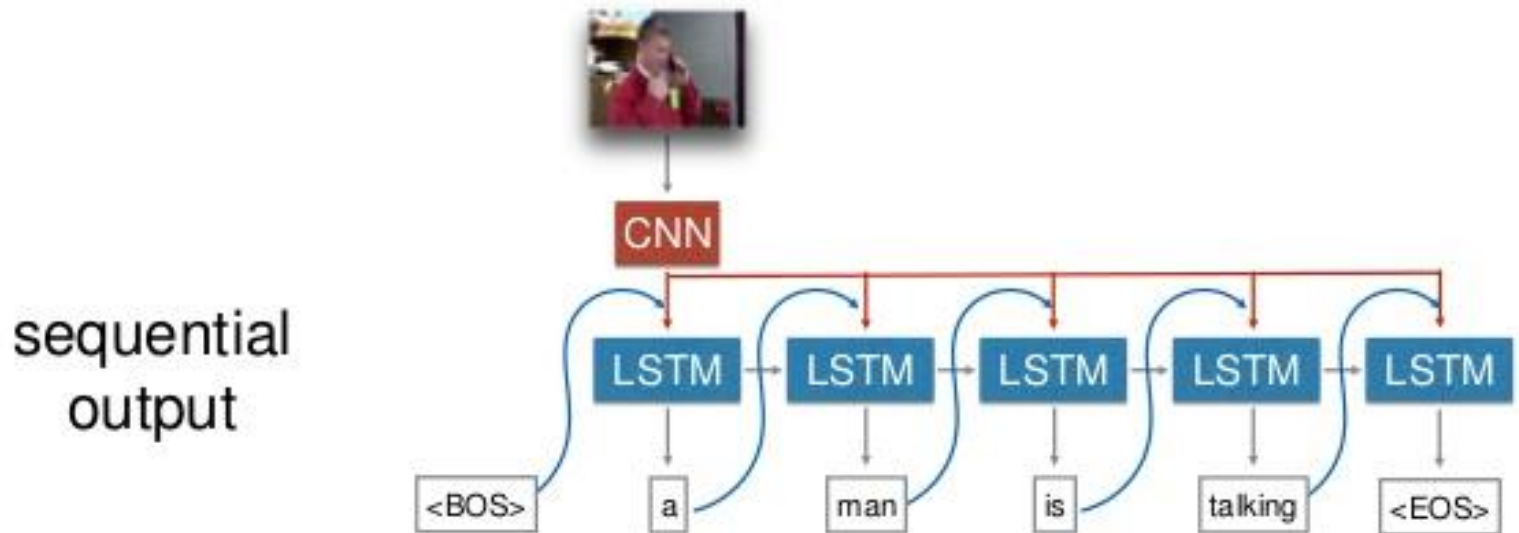 CNN
sequential
output
LSTM LSTM LSTM LSTM LSTM
<BOS> a man is talking <EOS>